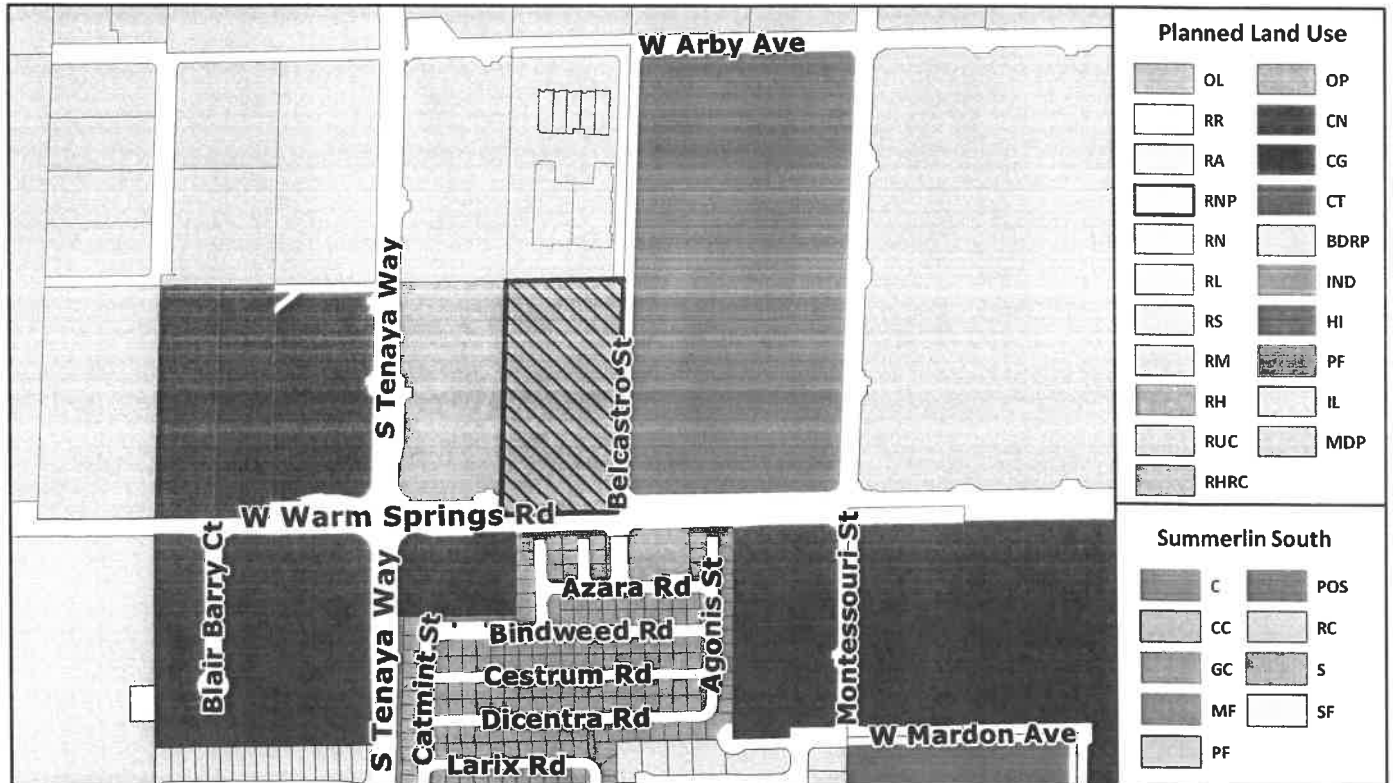 W Arby Ave
S Tenaya Way
Belcastro St
W Warm Springs Rd
Blair Barry Ct
S Tenaya Way
Catmint St
Azara Rd
Bindweed Rd
Cestrum Rd
Dicentra Rd
Larix Rd
Agonis St
Montessouri St
W Mardon Ave
Planned Land Use
OL OP
RR CN
RA CG
RNP CT
RN BDRP
RL IND
RS HI
RM PF
RH IL
RUC MDP
RHRC
Summerlin South
C POS
CC RC
GC S
MF SF
PF